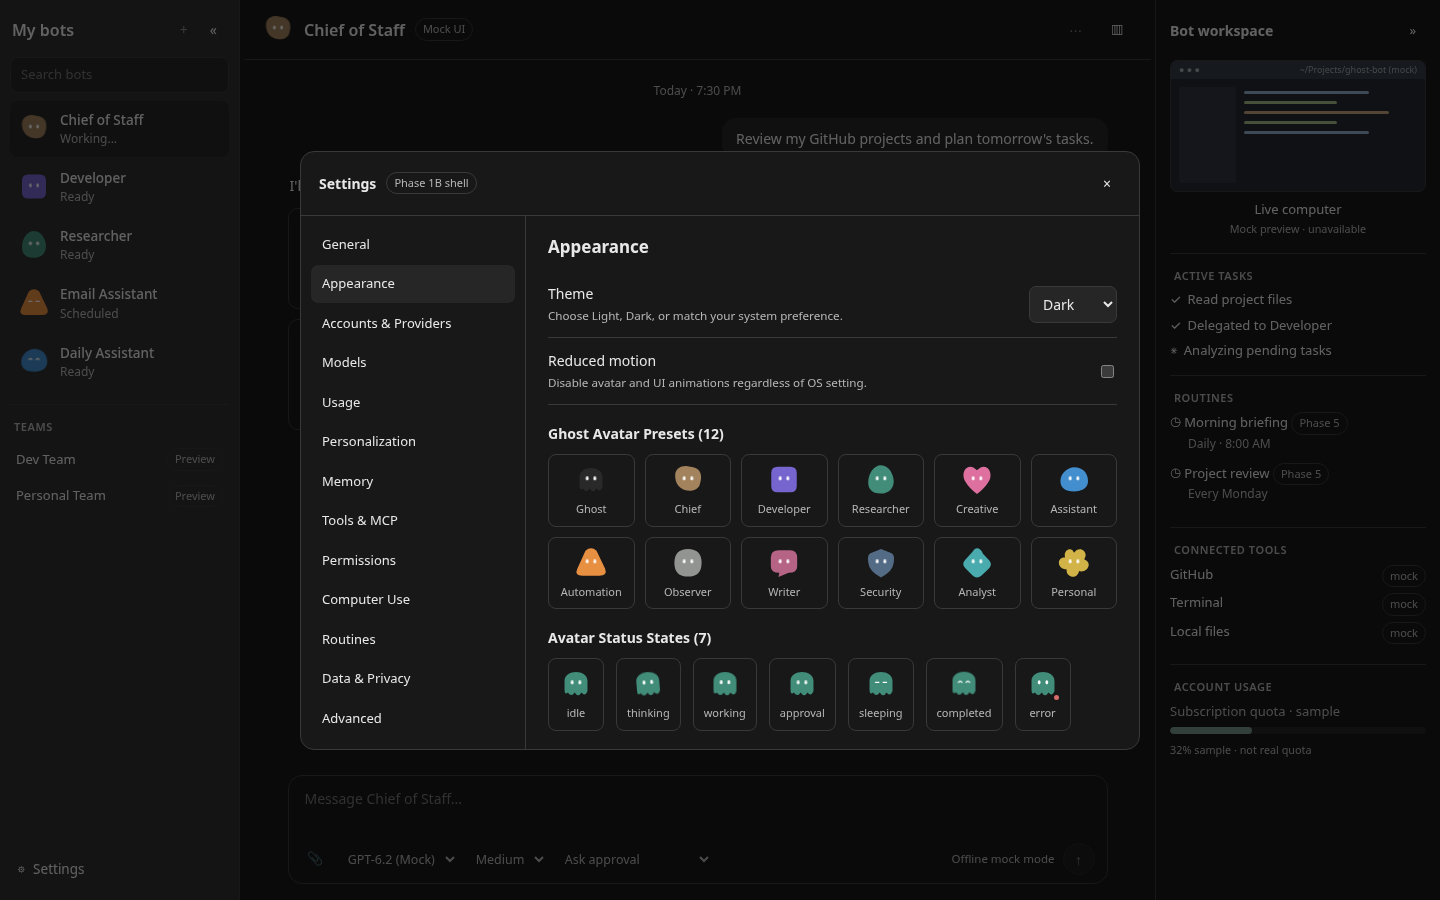 My bots
+
«
Search bots
Chief of Staff
Working...
Developer
Ready
Researcher
Ready
Email Assistant
Scheduled
Daily Assistant
Ready
TEAMS
Dev Team
Preview
Personal Team
Preview
Settings
Chief of Staff
Mock UI
...
Today · 7:30 PM
Review my GitHub projects and plan tomorrow's tasks.
Settings
Phase 1B shell
×
General
Appearance
Accounts & Providers
Models
Usage
Personalization
Memory
Tools & MCP
Permissions
Computer Use
Routines
Data & Privacy
Advanced
Appearance
Theme
Choose Light, Dark, or match your system preference.
Dark
Reduced motion
Disable avatar and UI animations regardless of OS setting.
Ghost Avatar Presets (12)
Ghost
Chief
Developer
Researcher
Creative
Assistant
Automation
Observer
Writer
Security
Analyst
Personal
Avatar Status States (7)
idle
thinking
working
approval
sleeping
completed
error
Message Chief of Staff...
GPT-6.2 (Mock)
Medium
Ask approval
Offline mock mode
↑
Bot workspace
»
~/Projects/ghost-bot (mock)
Live computer
Mock preview · unavailable
ACTIVE TASKS
✓ Read project files
✓ Delegated to Developer
Analyzing pending tasks
ROUTINES
Morning briefing
Phase 5
Daily · 8:00 AM
Project review
Phase 5
Every Monday
CONNECTED TOOLS
GitHub
mock
Terminal
mock
Local files
mock
ACCOUNT USAGE
Subscription quota · sample
32% sample · not real quota